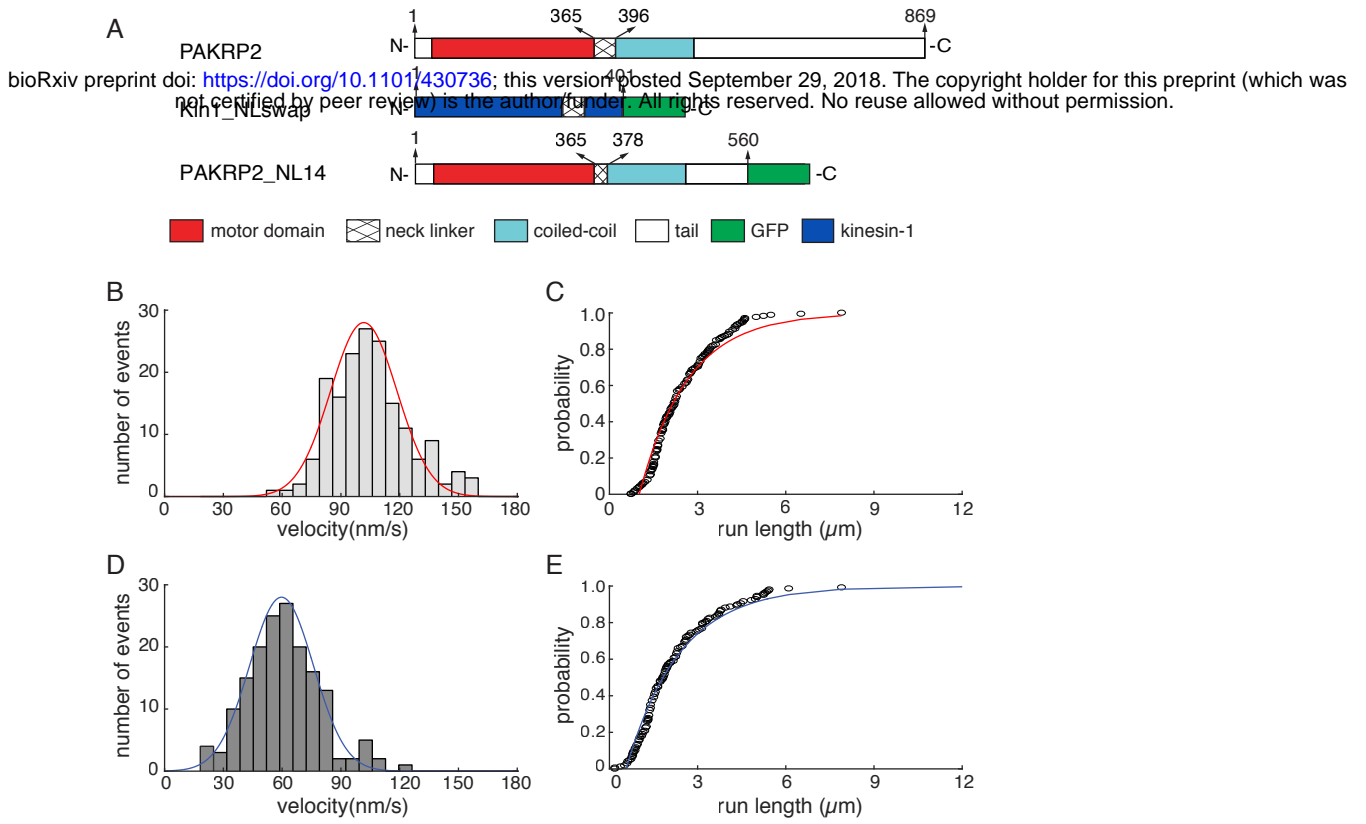 A
1 365 396 869
PAKRP2 N- -C
bioRxiv preprint doi: https://doi.org/10.1101/430736; this version posted September 29, 2018. The copyright holder for this preprint (which was
not certified by peer review) is the author/funder. All rights reserved. No reuse allowed without permission.
1 401
Kin1_NLswap N- -C
1 365 378 560
PAKRP2_NL14 N- -C
motor domain neck linker coiled-coil tail GFP kinesin-1
B
number of events
30
20
10
0
0 30 60 90 120 150 180
velocity(nm/s)
C
probability
1.0
0.8
0.6
0.4
0.2
0
0 3 6 9 12
run length (µm)
D
number of events
30
20
10
0
0 30 60 90 120 150 180
velocity(nm/s)
E
probability
1.0
0.8
0.6
0.4
0.2
0
0 3 6 9 12
run length (µm)